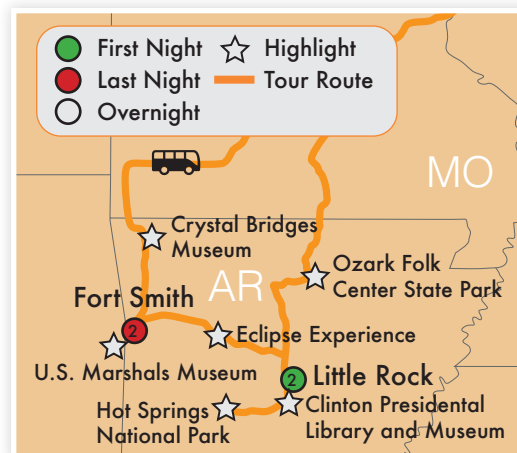 First Night
Highlight
Last Night
Tour Route
Overnight
MO
Crystal Bridges
Museum
Ozark Folk
Center State Park
AR
Fort Smith
2
Eclipse Experience
U.S. Marshals Museum
2
Little Rock
Hot Springs
National Park
Clinton Presidential
Library and Museum